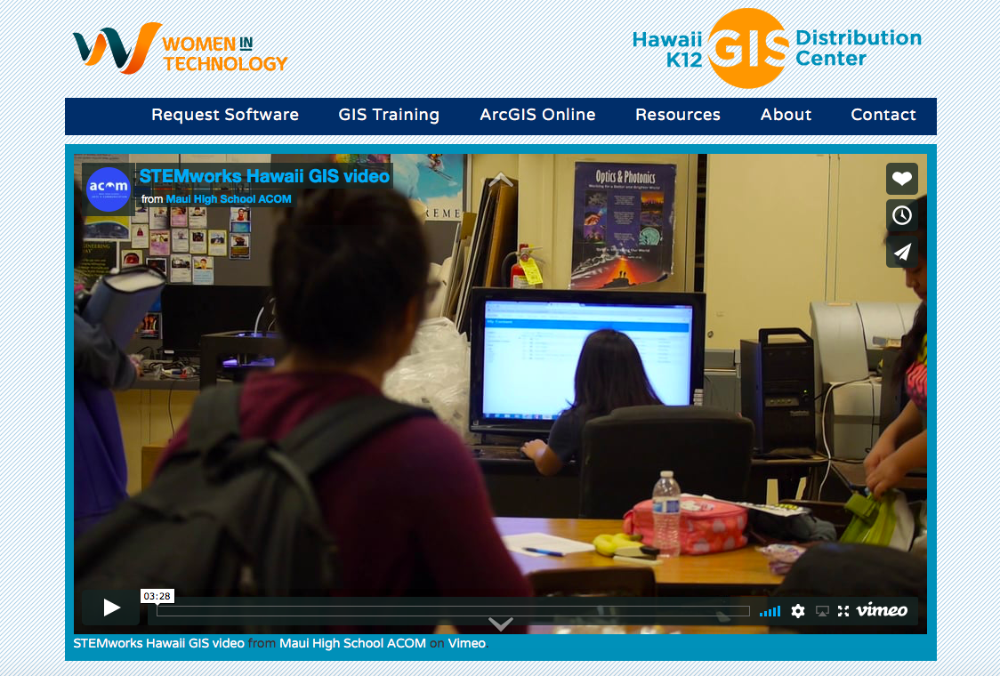 WOMEN IN
TECHNOLOGY
Hawaii
K12
GIS
Distribution
Center
Request Software
GIS Training
ArcGIS Online
Resources
About
Contact
acom
STEMworks Hawaii GIS video
from Maui High School ACOM
REME
Optics & Photonics
03:28
vimeo
STEMworks Hawaii GIS video from Maui High School ACOM on Vimeo.